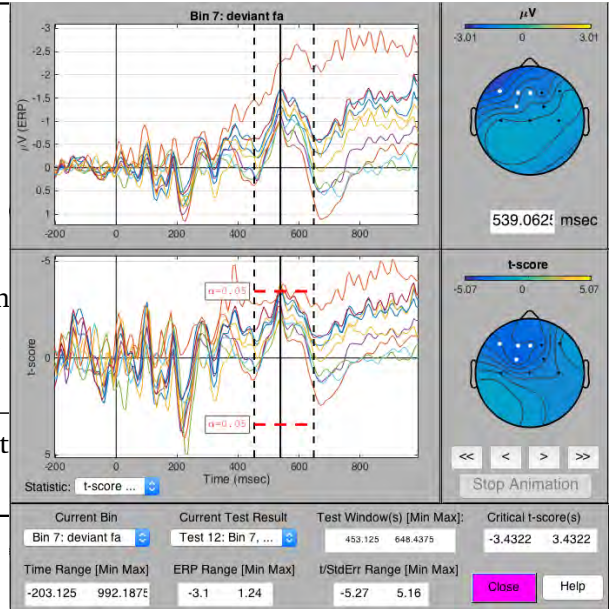 Bin 7: deviant fa
-3
-2.5
-2
-1.5
-1
-0.5
0
0.5
1
µV (ERP)
-200 0 200 400 600 800
µV
-3.01 0 3.01
539.0625 msec
-5
0
5
t-score
α=0.05
α=0.05
-200 0 200 400 600 800
Time (msec)
Statistic: t-score ...
t-score
-5.07 0 5.07
<< < > >>
Stop Animation
Current Bin Current Test Result Test Window(s) [Min Max]: Critical t-score(s)
Bin 7: deviant fa Test 12: Bin 7, ... 453.125 648.4375 -3.4322 3.4322
Time Range [Min Max] ERP Range [Min Max] t/StdErr Range [Min Max]
-203.125 992.1875 -3.1 1.24 -5.27 5.16 Close Help